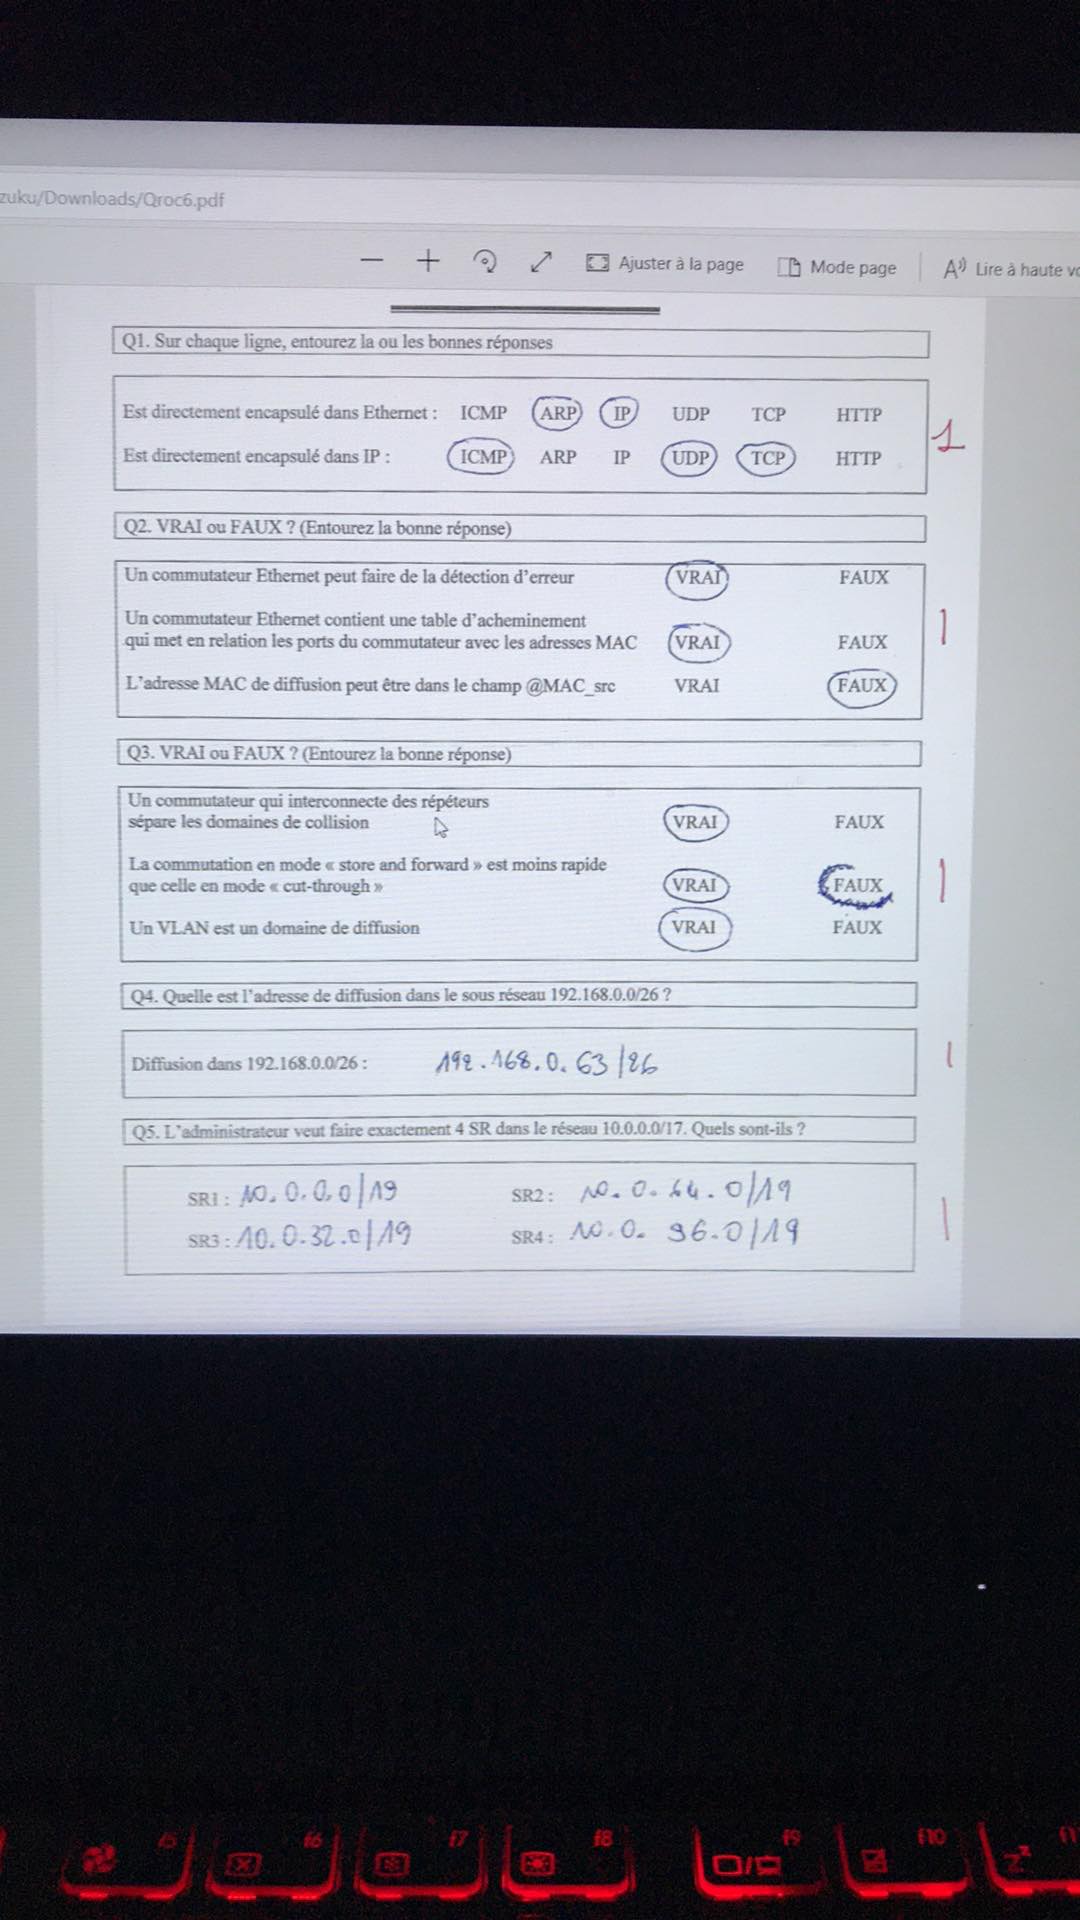 zuku/Downloads/Qroc6.pdf
Ajuster à la page
Mode page
Lire à haute vo
Q1. Sur chaque ligne, entourez la ou les bonnes réponses
Est directement encapsulé dans Ethernet : ICMP ARP IP UDP TCP HTTP
Est directement encapsulé dans IP : ICMP ARP IP UDP TCP HTTP
1
Q2. VRAI ou FAUX ? (Entourez la bonne réponse)
Un commutateur Ethernet peut faire de la détection d'erreur VRAI FAUX
Un commutateur Ethernet contient une table d'acheminement
qui met en relation les ports du commutateur avec les adresses MAC VRAI FAUX
1
L'adresse MAC de diffusion peut être dans le champ @MAC_src VRAI FAUX
Q3. VRAI ou FAUX ? (Entourez la bonne réponse)
Un commutateur qui interconnecte des répéteurs
sépare les domaines de collision VRAI FAUX
La commutation en mode « store and forward » est moins rapide
que celle en mode « cut-through » VRAI FAUX
1
Un VLAN est un domaine de diffusion VRAI FAUX
Q4. Quelle est l'adresse de diffusion dans le sous réseau 192.168.0.0/26 ?
Diffusion dans 192.168.0.0/26 : 192.168.0.63/26
1
Q5. L'administrateur veut faire exactement 4 SR dans le réseau 10.0.0.0/17. Quels sont-ils ?
SR1 : 10.0.0.0/19 SR2 : 10.0.64.0/19
SR3 : 10.0.32.0/19 SR4 : 10.0.96.0/19
1
f5 f6 f7 f8 f9 f10